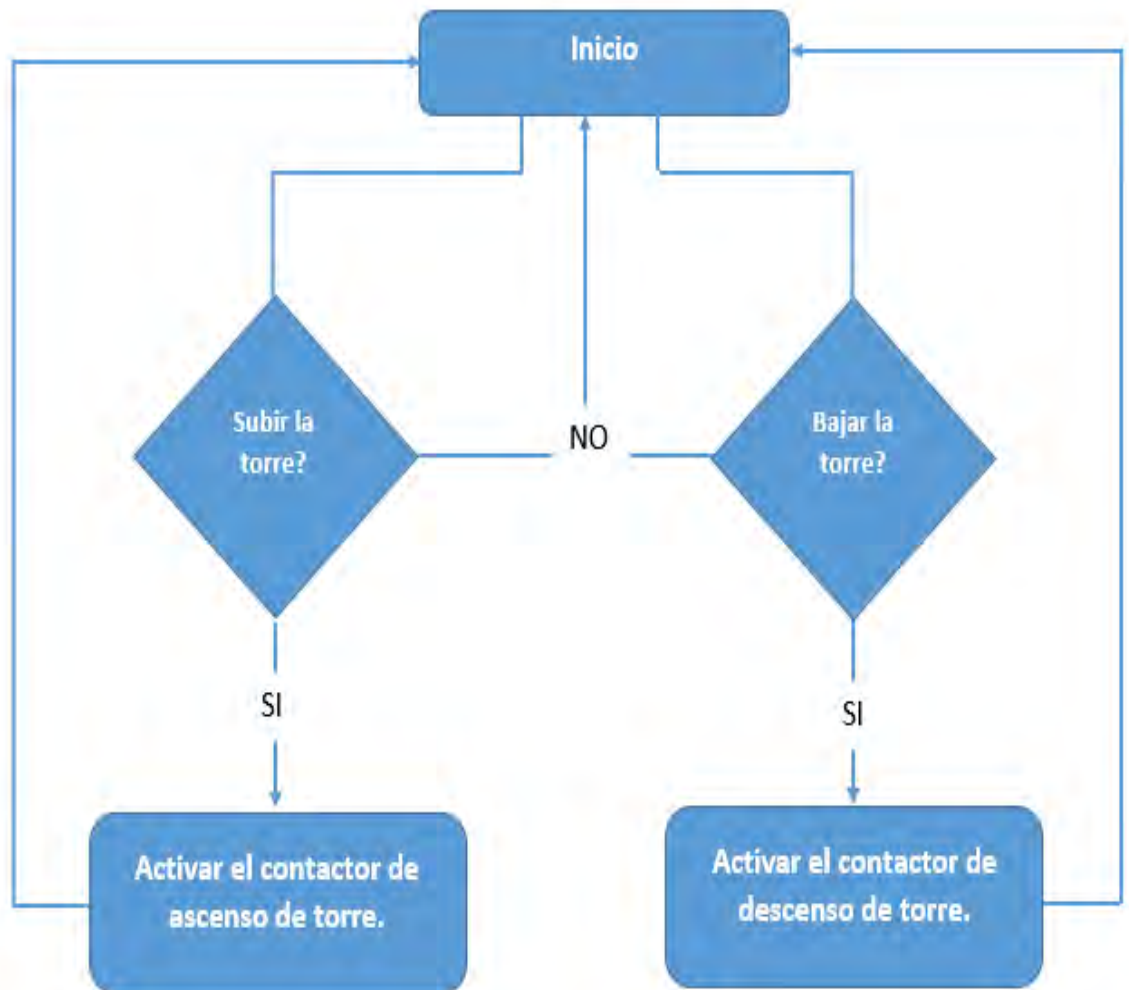 Inicio
Subir la
torre?
NO
Bajar la
torre?
SI
SI
Activar el contactor de
ascenso de torre.
Activar el contactor de
descenso de torre.